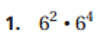 1. 6² • 6⁴